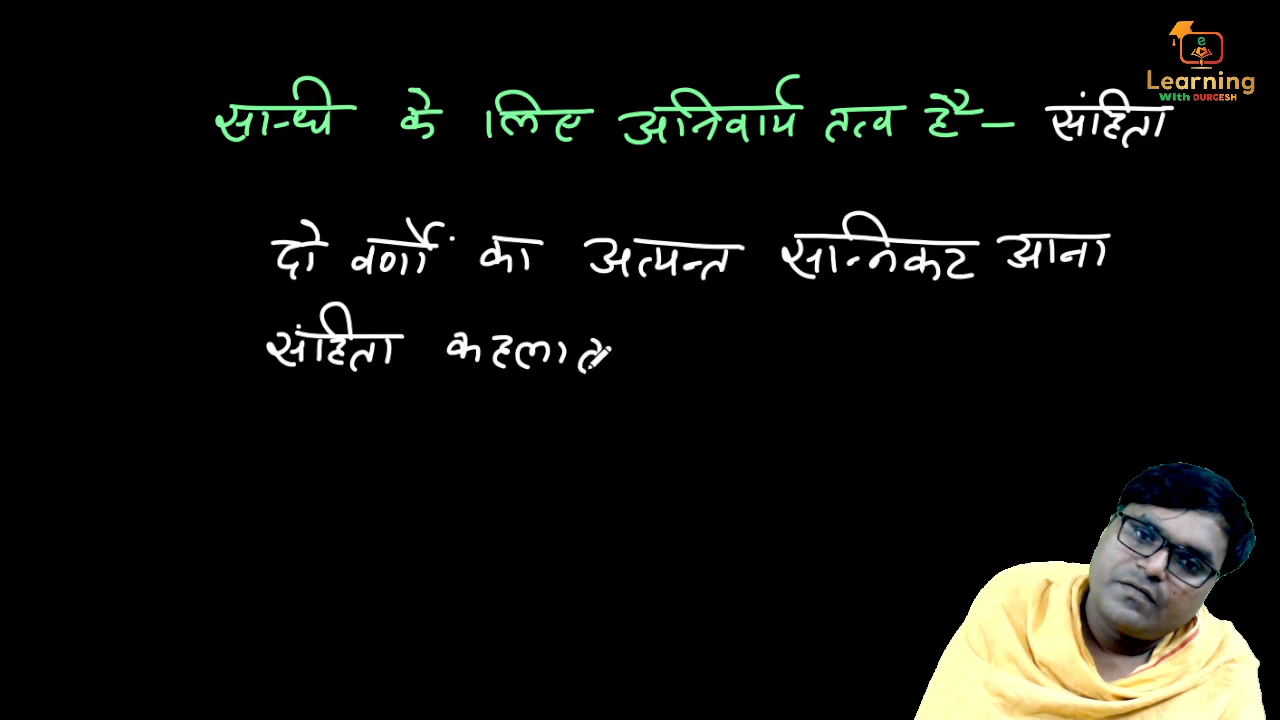 सन्धि के लिए अनिवार्य तत्व है – संहिता
दो वर्णों का अत्यन्त सन्निकट आना
संहिता कहलात
e
Learning
With DURGESH